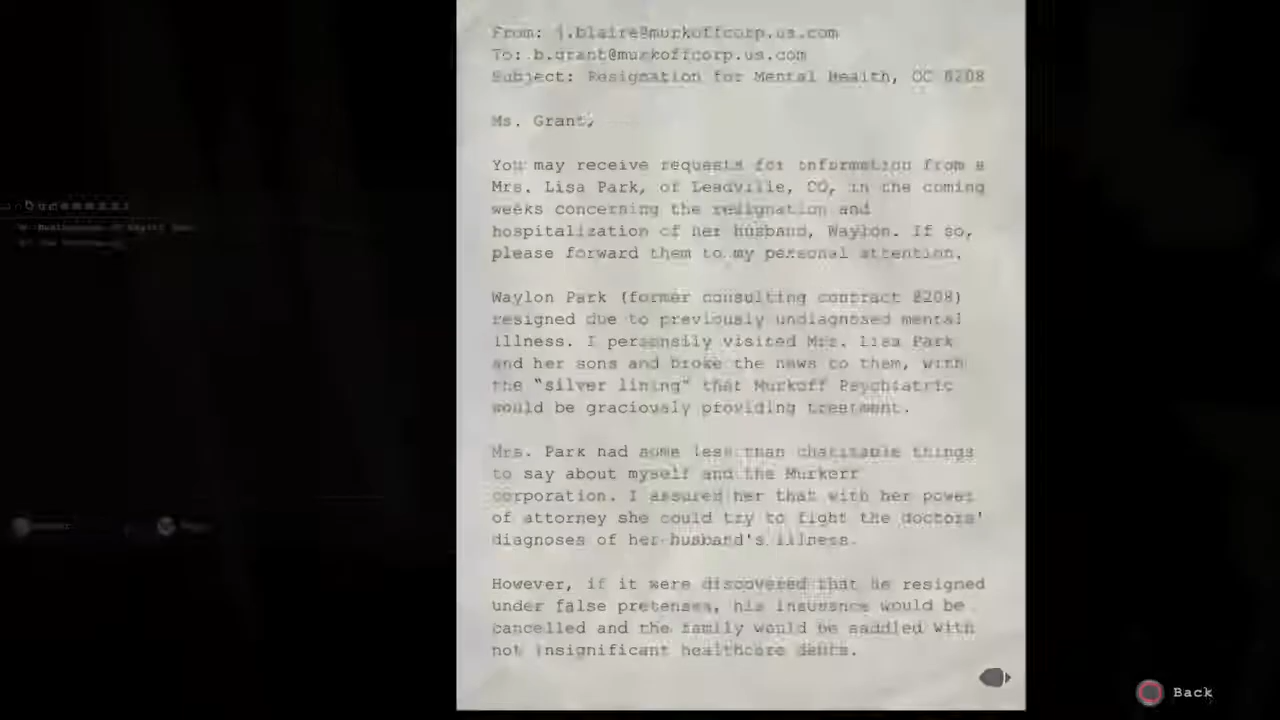 From: j.blaire@murkoffcorp.us.com
To: b.grant@murkoffcorp.us.com
Subject: Resignation for Mental Health, CC 8208
Ms. Grant,
You may receive requests for information from a
Mrs. Lisa Park, of Leadville, CO, in the coming
weeks concerning the resignation and
hospitalization of her husband, Waylon. If so,
please forward them to my personal attention.
Waylon Park (former consulting contract 8208)
resigned due to previously undiagnosed mental
illness. I personally visited Mrs. Lisa Park
and her sons and broke the news to them, with
the "silver lining" that Murkoff Psychiatric
would be graciously providing treatment.
Mrs. Park had some less than charitable things
to say about myself and the Murkoff
corporation. I assured her that with her power
of attorney she could try to fight the doctors'
diagnoses of her husband's illness.
However, if it were discovered that he resigned
under false pretenses, his insurance would be
cancelled and the family would be saddled with
not insignificant healthcare debts.
Back